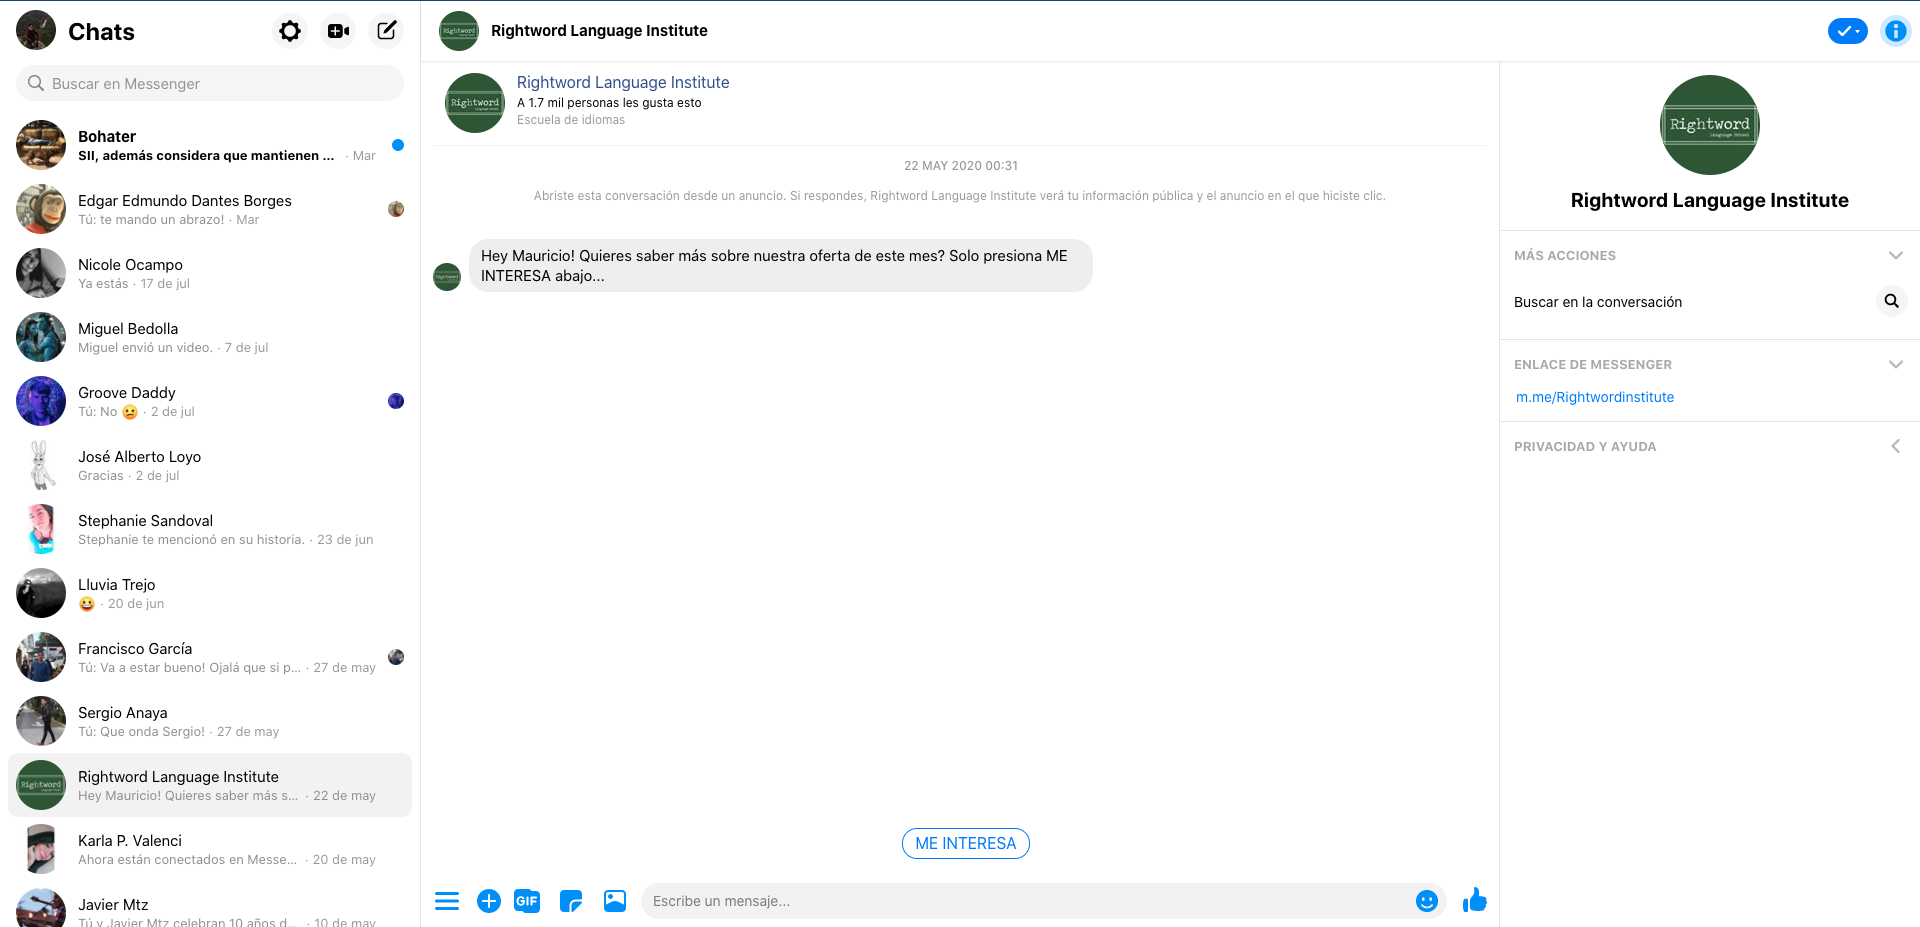 Chats
Buscar en Messenger
Bohater
SII, además considera que mantienen ... · Mar
Edgar Edmundo Dantes Borges
Tú: te mando un abrazo! · Mar
Nicole Ocampo
Ya estás · 17 de jul
Miguel Bedolla
Miguel envió un video. · 7 de jul
Groove Daddy
Tú: No 😕 · 2 de jul
José Alberto Loyo
Gracias · 2 de jul
Stephanie Sandoval
Stephanie te mencionó en su historia. · 23 de jun
Lluvia Trejo
😀 · 20 de jun
Francisco García
Tú: Va a estar bueno! Ojalá que si p... · 27 de may
Sergio Anaya
Tú: Que onda Sergio! · 27 de may
Rightword Language Institute
Hey Mauricio! Quieres saber más s... · 22 de may
Karla P. Valenci
Ahora están conectados en Messe... · 20 de may
Javier Mtz
Tú y Javier Mtz celebran 10 años d... · 10 de may
Rightword Language Institute
Rightword
Rightword Language Institute
A 1.7 mil personas les gusta esto
Escuela de idiomas
22 MAY 2020 00:31
Abriste esta conversación desde un anuncio. Si respondes, Rightword Language Institute verá tu información pública y el anuncio en el que hiciste clic.
Hey Mauricio! Quieres saber más sobre nuestra oferta de este mes? Solo presiona ME
INTERESA abajo...
ME INTERESA
GIF
Escribe un mensaje...
Rightword
Language School
Rightword Language Institute
MÁS ACCIONES
Buscar en la conversación
ENLACE DE MESSENGER
m.me/Rightwordinstitute
PRIVACIDAD Y AYUDA